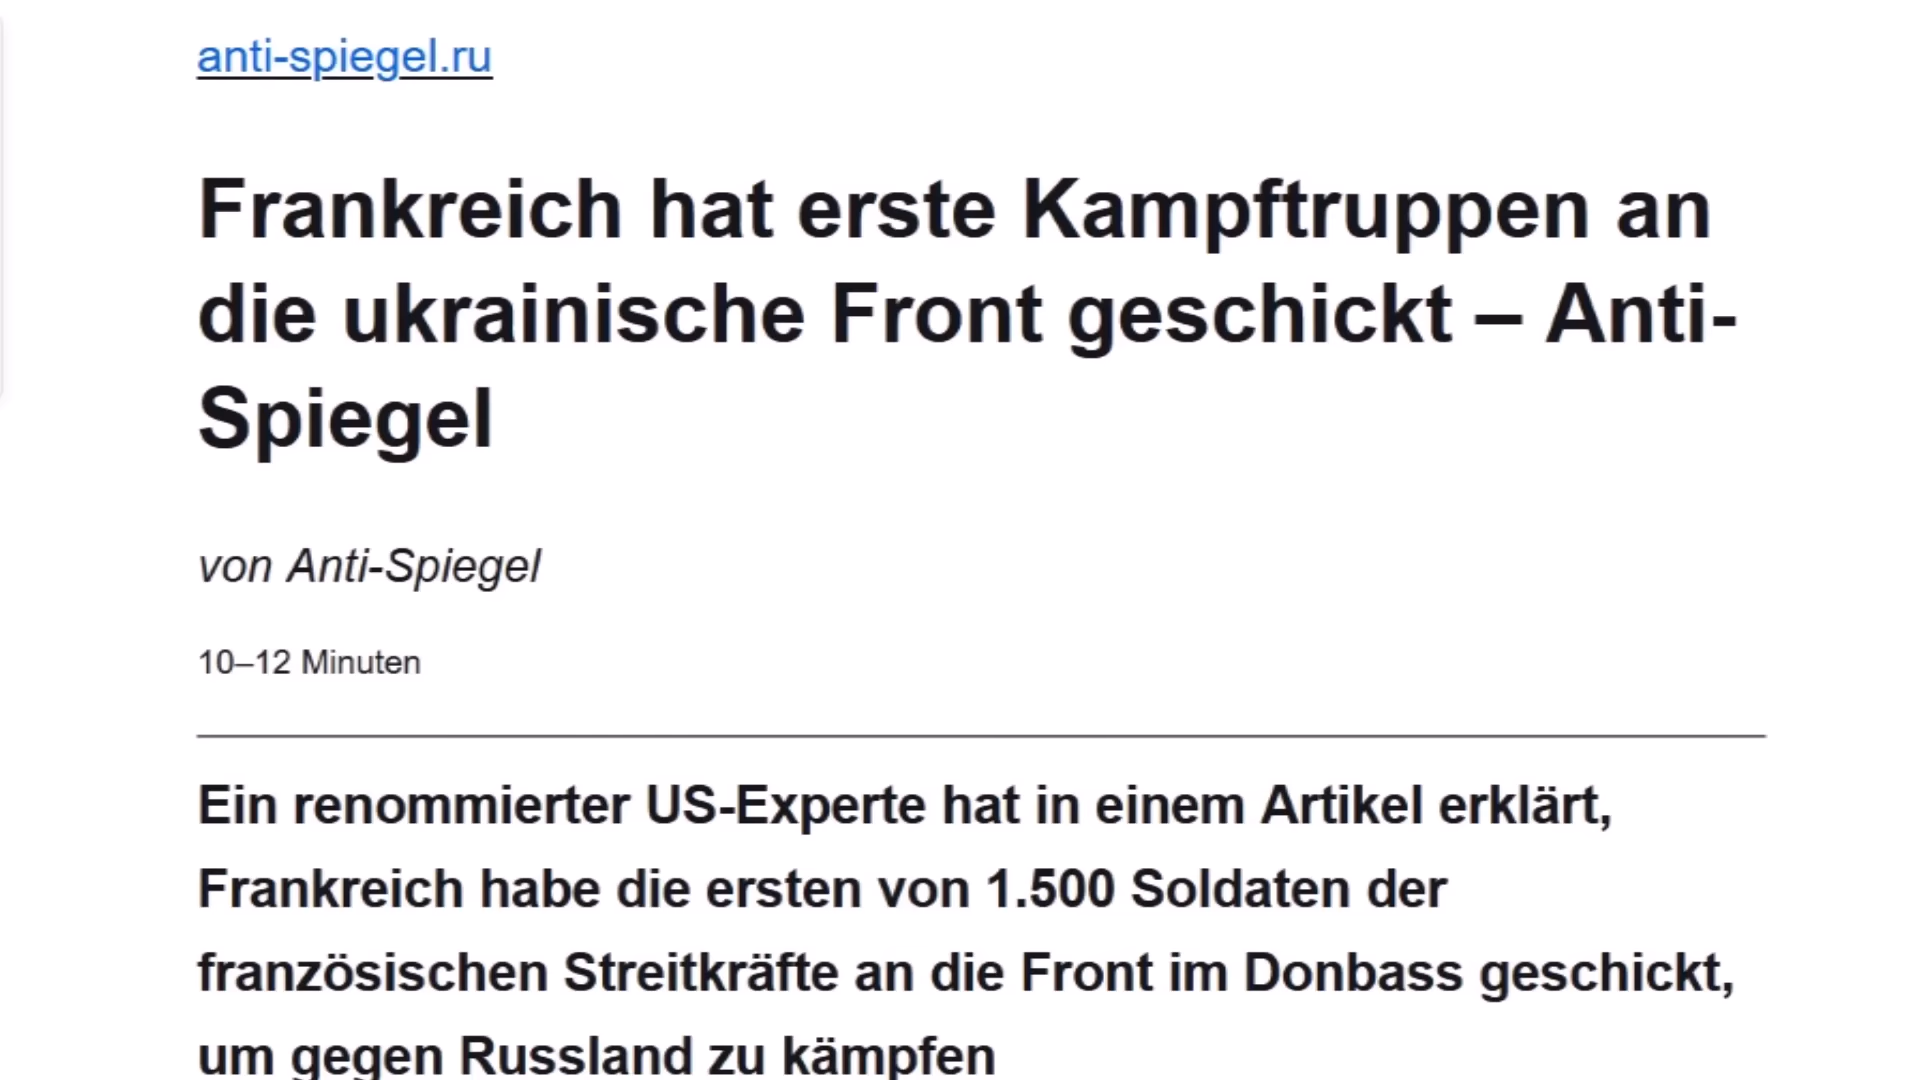 anti-spiegel.ru
Frankreich hat erste Kampftruppen an
die ukrainische Front geschickt – Anti-
Spiegel
von Anti-Spiegel
10–12 Minuten
Ein renommierter US-Experte hat in einem Artikel erklärt,
Frankreich habe die ersten von 1.500 Soldaten der
französischen Streitkräfte an die Front im Donbass geschickt,
um gegen Russland zu kämpfen